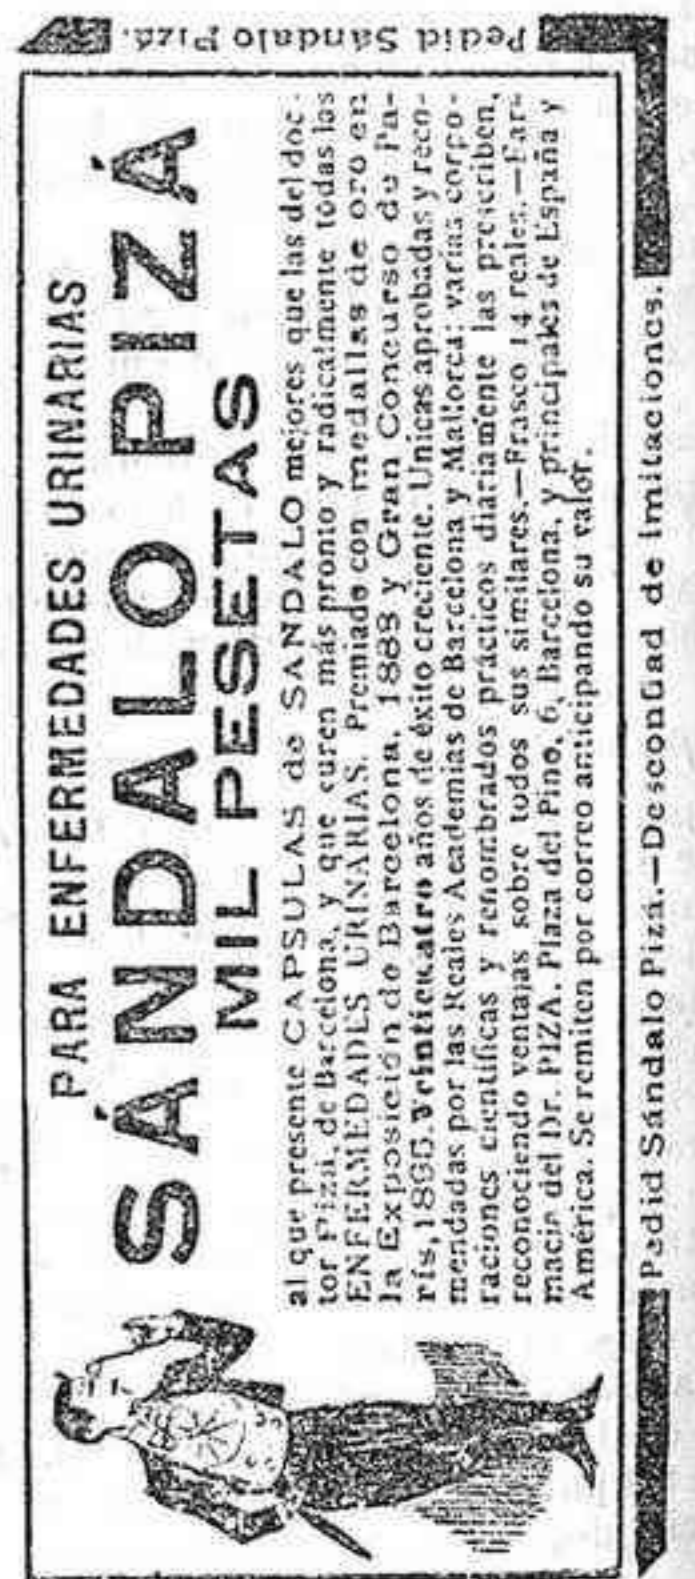 Pedid Sándalo Pizá.
PARA ENFERMEDADES URINARIAS
SÁNDALO PIZÁ
MIL PESETAS
al que presente CAPSULAS de SANDALO mejores que las del doc-
tor Pizá, de Barcelona, y que curen más pronto y radicalmente todas las
ENFERMEDADES URINARIAS. Premiado con medallas de oro en
la Exposición de Barcelona, 1888 y Gran Concurso de Pa-
rís, 1895. Veinticuatro años de éxito creciente. Unicas aprobadas y reco-
mendadas por las Reales Academias de Barcelona y Mallorca; varias corpo-
raciones científicas y renombrados prácticos diariamente las prescriben,
reconociendo ventajas sobre todos sus similares.—Frasco 14 reales.—Far-
macia del Dr. PIZA, Plaza del Pino, 6, Barcelona, y principales de España y
América. Se remiten por correo anticipando su valor.
Pedid Sándalo Pizá.—Desconfiad de imitaciones.